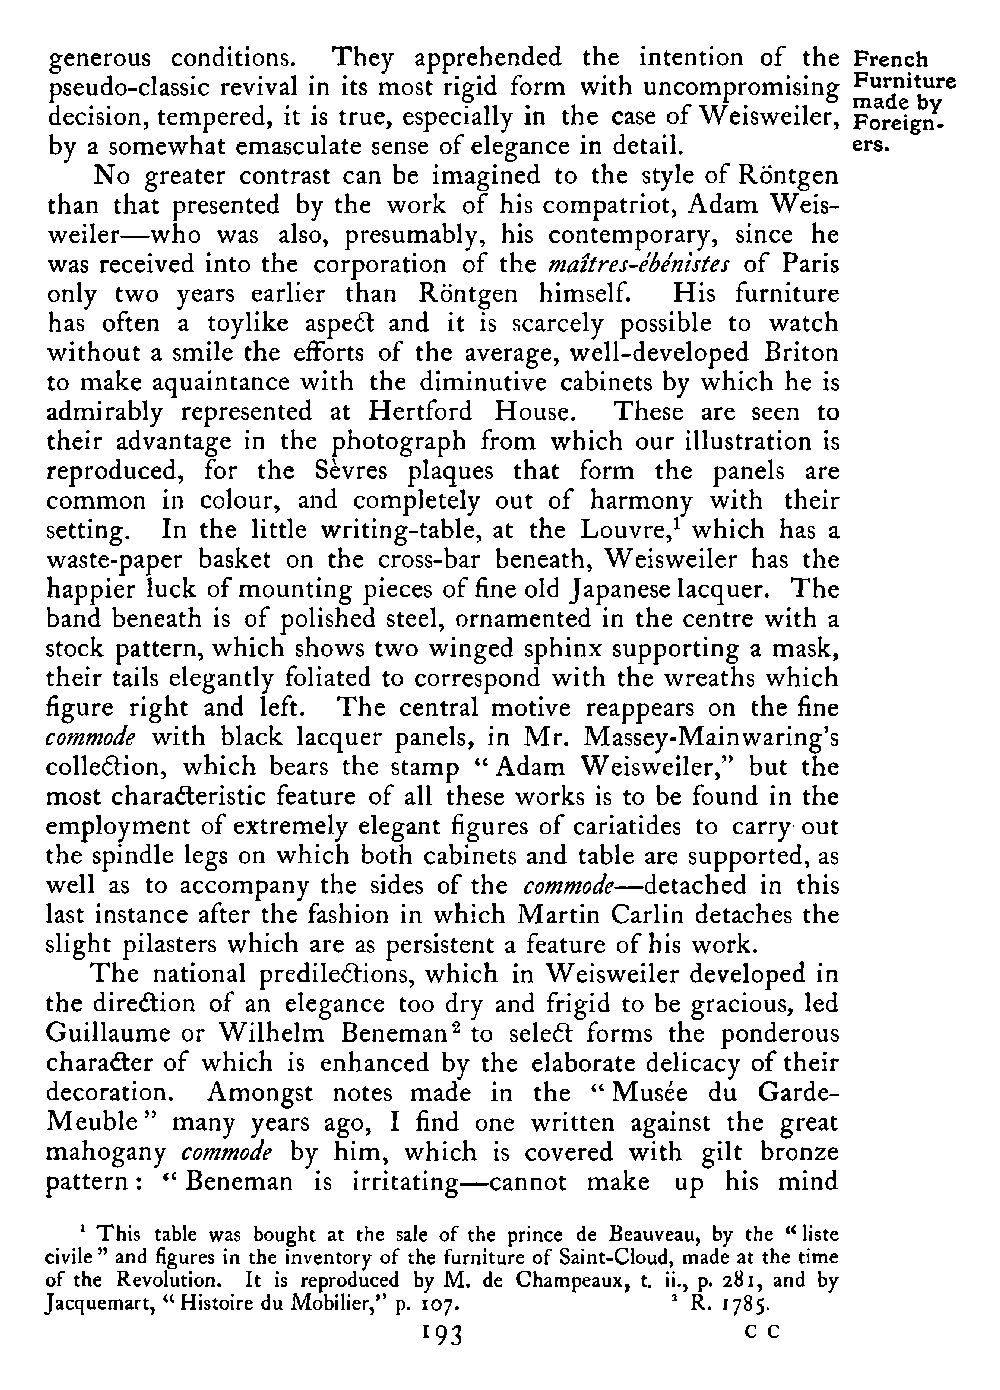 generous conditions. They apprehended the intention of the
pseudo-classic revival in its most rigid form with uncompromising
decision, tempered, it is true, especially in the case of Weisweiler,
by a somewhat emasculate sense of elegance in detail.
French
Furniture
made by
Foreign-
ers.
No greater contrast can be imagined to the style of Röntgen
than that presented by the work of his compatriot, Adam Weis-
weiler—who was also, presumably, his contemporary, since he
was received into the corporation of the maîtres-ébénistes of Paris
only two years earlier than Röntgen himself. His furniture
has often a toylike aspect and it is scarcely possible to watch
without a smile the efforts of the average, well-developed Briton
to make aquaintance with the diminutive cabinets by which he is
admirably represented at Hertford House. These are seen to
their advantage in the photograph from which our illustration is
reproduced, for the Sèvres plaques that form the panels are
common in colour, and completely out of harmony with their
setting. In the little writing-table, at the Louvre,¹ which has a
waste-paper basket on the cross-bar beneath, Weisweiler has the
happier luck of mounting pieces of fine old Japanese lacquer. The
band beneath is of polished steel, ornamented in the centre with a
stock pattern, which shows two winged sphinx supporting a mask,
their tails elegantly foliated to correspond with the wreaths which
figure right and left. The central motive reappears on the fine
commode with black lacquer panels, in Mr. Massey-Mainwaring's
collection, which bears the stamp “Adam Weisweiler,” but the
most characteristic feature of all these works is to be found in the
employment of extremely elegant figures of cariatides to carry out
the spindle legs on which both cabinets and table are supported, as
well as to accompany the sides of the commode—detached in this
last instance after the fashion in which Martin Carlin detaches the
slight pilasters which are as persistent a feature of his work.
The national predilections, which in Weisweiler developed in
the direction of an elegance too dry and frigid to be gracious, led
Guillaume or Wilhelm Beneman² to select forms the ponderous
character of which is enhanced by the elaborate delicacy of their
decoration. Amongst notes made in the “Musée du Garde-
Meuble” many years ago, I find one written against the great
mahogany commode by him, which is covered with gilt bronze
pattern: “Beneman is irritating—cannot make up his mind
¹ This table was bought at the sale of the prince de Beauveau, by the “liste
civile” and figures in the inventory of the furniture of Saint-Cloud, made at the time
of the Revolution. It is reproduced by M. de Champeaux, t. ii., p. 281, and by
Jacquemart, “Histoire du Mobilier,” p. 107. ² R. 1785.
193 C C